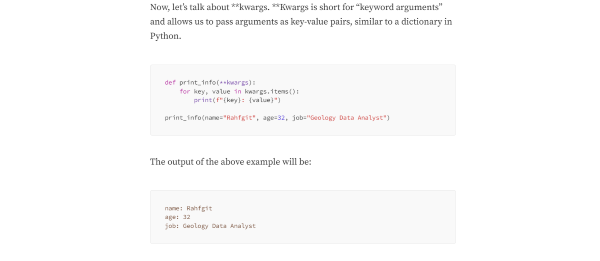 Now, let’s talk about **kwargs. **Kwargs is short for “keyword arguments”
and allows us to pass arguments as key-value pairs, similar to a dictionary in
Python.
def print_info(**kwargs):
    for key, value in kwargs.items():
        print(f"{key}: {value}")
print_info(name="Rahfgit", age=32, job="Geology Data Analyst")
The output of the above example will be:
name: Rahfgit
age: 32
job: Geology Data Analyst